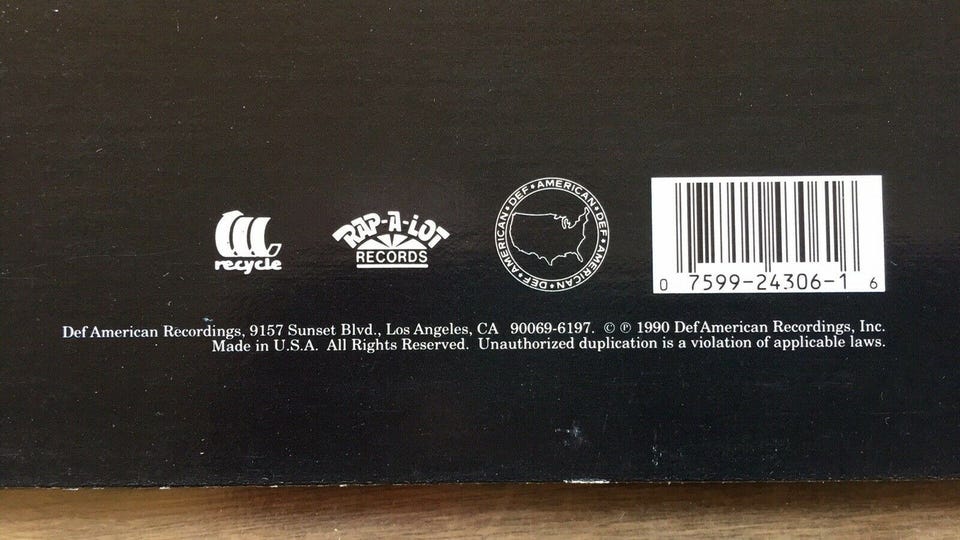 recycle
RAP-A-LOT
RECORDS
DEF • AMERICAN • DEF • AMERICAN • DEF • AMERICAN •
0 7599-24306-1 6
Def American Recordings, 9157 Sunset Blvd., Los Angeles, CA 90069-6197. © ℗ 1990 Def American Recordings, Inc.
Made in U.S.A. All Rights Reserved. Unauthorized duplication is a violation of applicable laws.